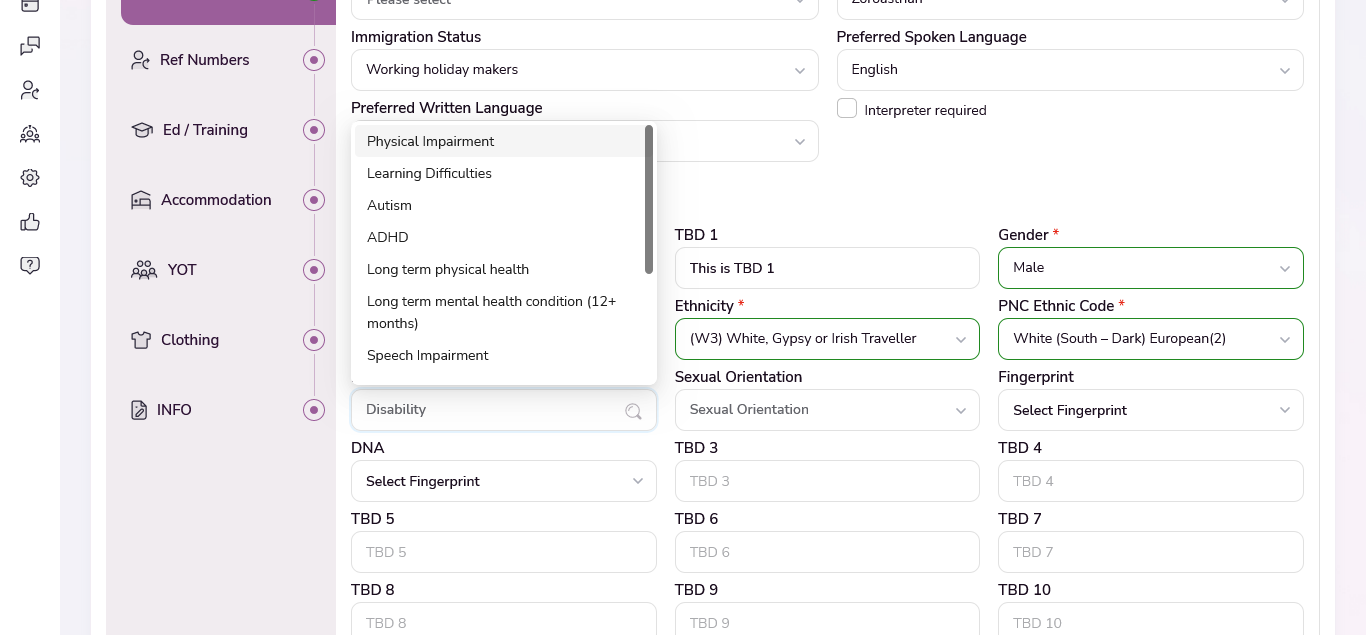 Please select
Zoroastrian
Immigration Status
Preferred Spoken Language
Ref Numbers
Working holiday makers
English
Preferred Written Language
Interpreter required
Ed / Training
Physical Impairment
Learning Difficulties
Accommodation
Autism
ADHD
TBD 1
Gender *
YOT
Long term physical health
This is TBD 1
Male
Long term mental health condition (12+
months)
Ethnicity *
PNC Ethnic Code *
Clothing
Speech Impairment
(W3) White, Gypsy or Irish Traveller
White (South – Dark) European(2)
Sexual Orientation
Fingerprint
INFO
Disability
Sexual Orientation
Select Fingerprint
DNA
TBD 3
TBD 4
Select Fingerprint
TBD 3
TBD 4
TBD 5
TBD 6
TBD 7
TBD 5
TBD 6
TBD 7
TBD 8
TBD 9
TBD 10
TBD 8
TBD 9
TBD 10